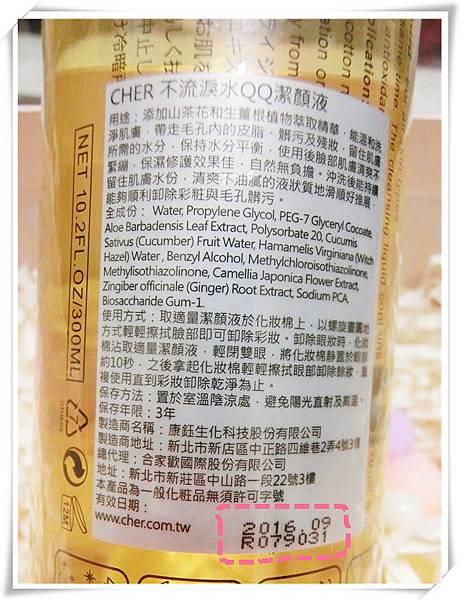 CHER 不流淚水QQ潔顏液
用途：添加山茶花和生薑根植物萃取精華，能溫和洗
淨肌膚，帶走毛孔內的皮脂、髒污及殘妝，留住肌膚
所需的水分，保持水分平衡，使用後臉部肌膚清爽不
緊繃，保濕修護效果佳，自然無負擔。沖洗後能持續
留住肌膚水份，清爽下油膩的液狀質地滑順好推展，
能夠順利卸除彩粧與毛孔髒污。
全成份：Water, Propylene Glycol, PEG-7 Glyceryl Cocoate,
Aloe Barbadensis Leaf Extract, Polysorbate 20, Cucumis
Sativus (Cucumber) Fruit Water, Hamamelis Virginiana (Witch
Hazel) Water , Benzyl Alcohol, Methylchloroisothiazolinone,
Methylisothiazolinone, Camellia Japonica Flower Extract,
Zingiber officinale (Ginger) Root Extract, Sodium PCA,
Biosaccharide Gum-1.
使用方式：取適量潔顏液於化妝棉上，以螺旋畫圓地
方式輕輕擦拭臉部即可卸除彩妝。卸除眼妝時，化妝
棉沾取適量潔顏液，輕閉雙眼，將化妝棉靜置於眼部
約10秒，之後拿起化妝棉輕輕擦拭眼部卸除餘妝，重
複使用直到彩妝卸除乾淨為止。
保存方法：置於室溫陰涼處，避免陽光直射及高溫。
保存年限：3年
製造商名稱：康鈺生化科技股份有限公司
製造商地址：新北市新店區中正路四維巷2弄4號3樓
總代理：合家歡國際股份有限公司
地址：新北市新莊區中山路一段22號3樓
本產品為一般化粧品無須許可字號
有效日期：
www.cher.com.tw
2016.09
R079031
NET 10.2FL.OZ/300ML
7
OTHERS
12M